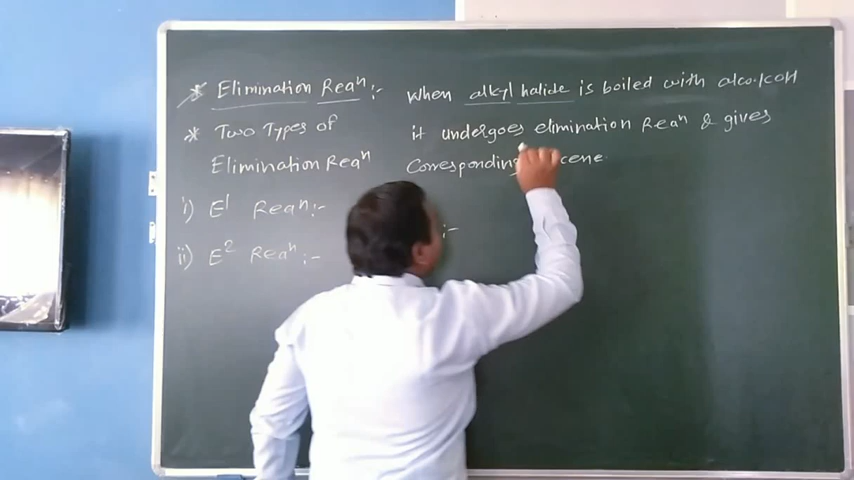 * Elimination Reaⁿ :-
* Two Types of
Elimination Reaⁿ
i) E¹ Reaⁿ :-
ii) E² Reaⁿ :-
When alkyl halide is boiled with alco.KOH
it undergoes elimination Reaⁿ & gives
Corresponding
:-